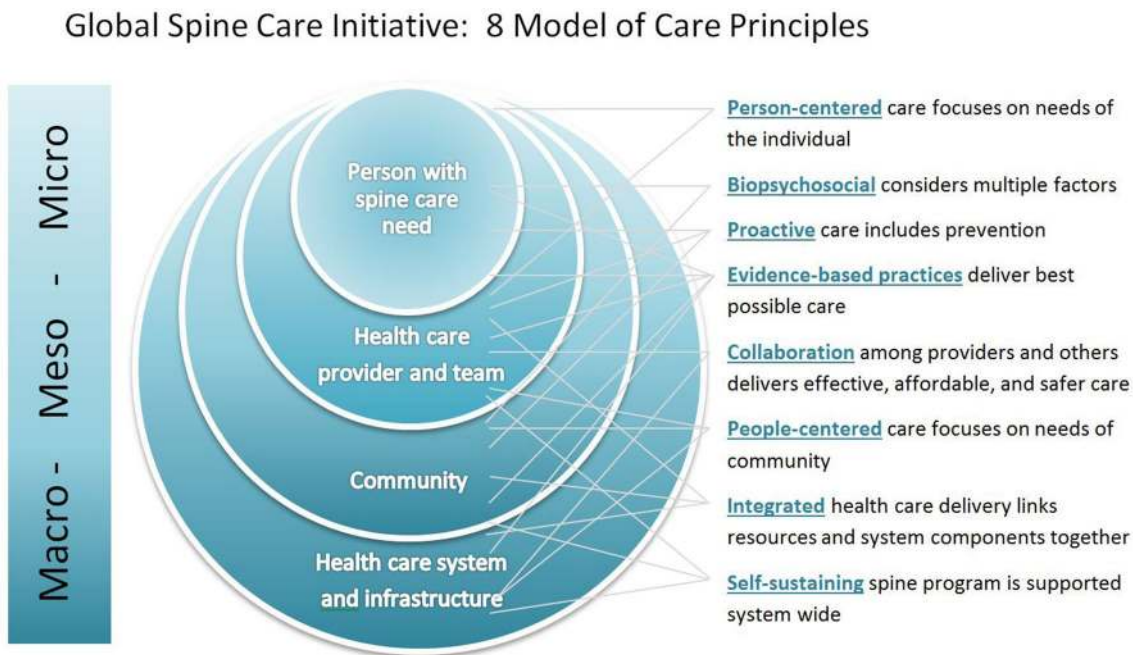 Global Spine Care Initiative: 8 Model of Care Principles
Macro - Meso - Micro
Person with
spine care
need
Health care
provider and team
Community
Health care system
and infrastructure
Person-centered care focuses on needs of
the individual
Biopsychosocial considers multiple factors
Proactive care includes prevention
Evidence-based practices deliver best
possible care
Collaboration among providers and others
delivers effective, affordable, and safer care
People-centered care focuses on needs of
community
Integrated health care delivery links
resources and system components together
Self-sustaining spine program is supported
system wide